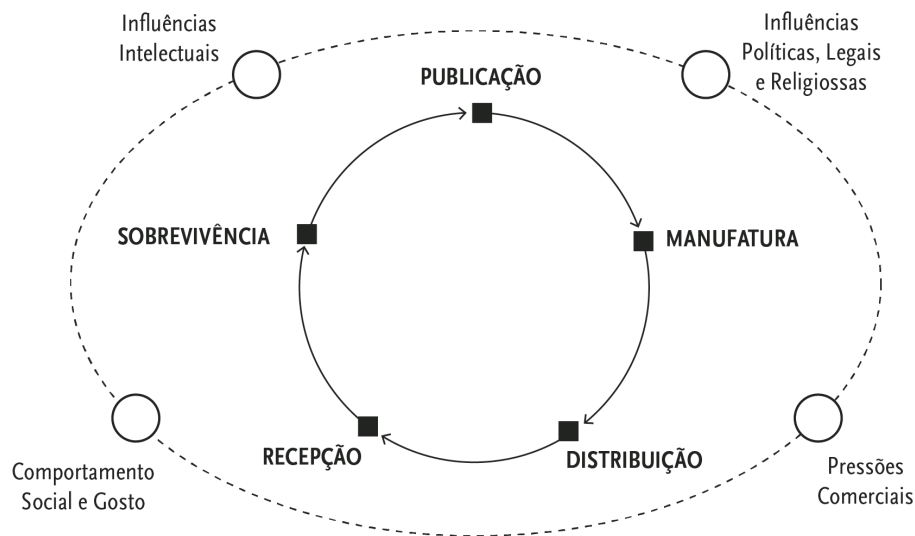 Influências
Intelectuais
Influências
Políticas, Legais
e Religiossas
PUBLICAÇÃO
SOBREVIVÊNCIA
MANUFATURA
RECEPÇÃO
DISTRIBUIÇÃO
Comportamento
Social e Gosto
Pressões
Comerciais